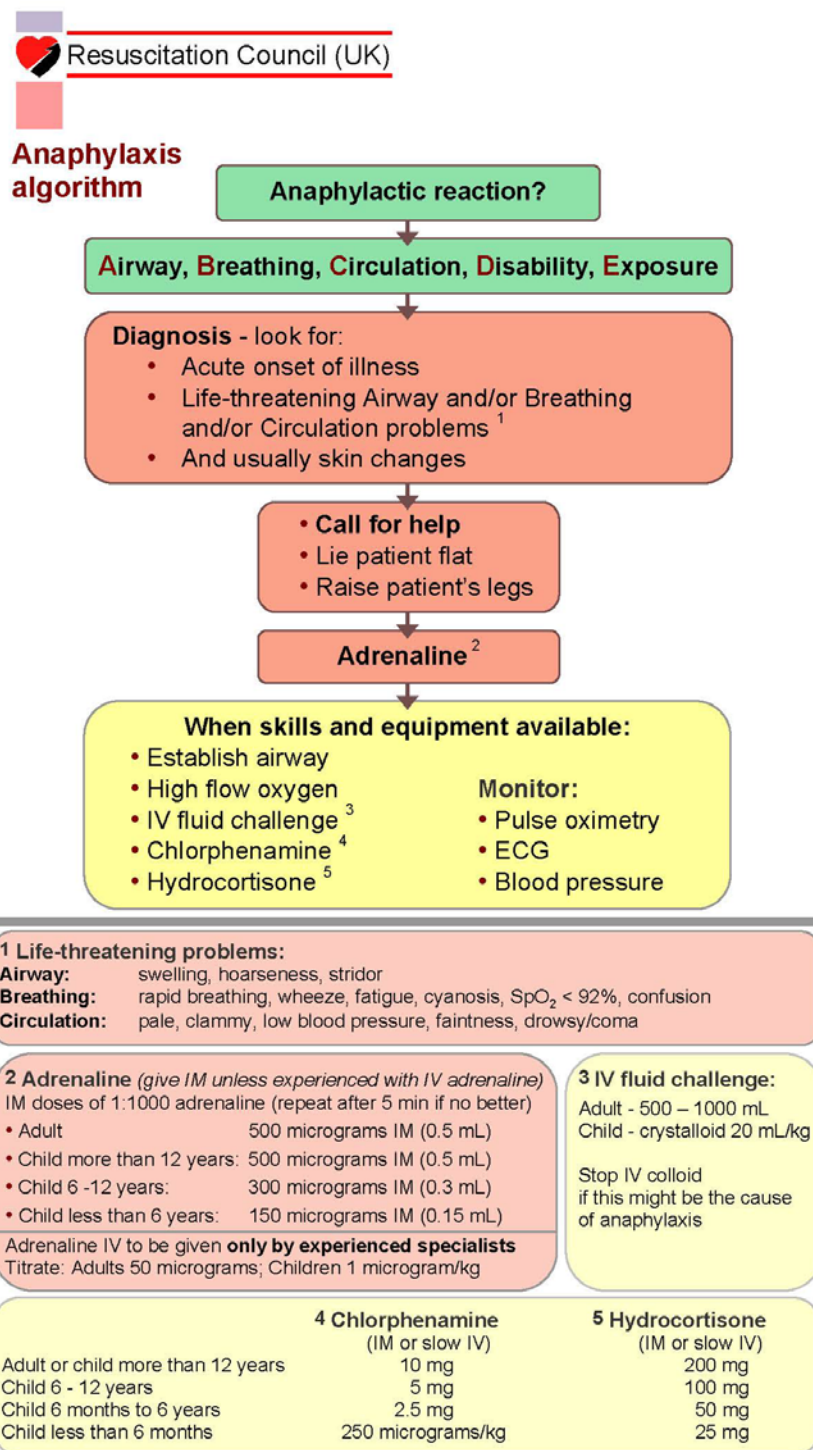 Resuscitation Council (UK)
Anaphylaxis
algorithm
Anaphylactic reaction?
Airway, Breathing, Circulation, Disability, Exposure
Diagnosis - look for:
• Acute onset of illness
• Life-threatening Airway and/or Breathing
and/or Circulation problems 1
• And usually skin changes
• Call for help
• Lie patient flat
• Raise patient's legs
Adrenaline 2
When skills and equipment available:
• Establish airway
• High flow oxygen
• IV fluid challenge 3
• Chlorphenamine 4
• Hydrocortisone 5
Monitor:
• Pulse oximetry
• ECG
• Blood pressure
1 Life-threatening problems:
Airway: swelling, hoarseness, stridor
Breathing: rapid breathing, wheeze, fatigue, cyanosis, SpO2 < 92%, confusion
Circulation: pale, clammy, low blood pressure, faintness, drowsy/coma
2 Adrenaline (give IM unless experienced with IV adrenaline)
IM doses of 1:1000 adrenaline (repeat after 5 min if no better)
• Adult 500 micrograms IM (0.5 mL)
• Child more than 12 years: 500 micrograms IM (0.5 mL)
• Child 6 -12 years: 300 micrograms IM (0.3 mL)
• Child less than 6 years: 150 micrograms IM (0.15 mL)
Adrenaline IV to be given only by experienced specialists
Titrate: Adults 50 micrograms; Children 1 microgram/kg
3 IV fluid challenge:
Adult - 500 – 1000 mL
Child - crystalloid 20 mL/kg
Stop IV colloid
if this might be the cause
of anaphylaxis
4 Chlorphenamine 5 Hydrocortisone
(IM or slow IV) (IM or slow IV)
Adult or child more than 12 years 10 mg 200 mg
Child 6 - 12 years 5 mg 100 mg
Child 6 months to 6 years 2.5 mg 50 mg
Child less than 6 months 250 micrograms/kg 25 mg